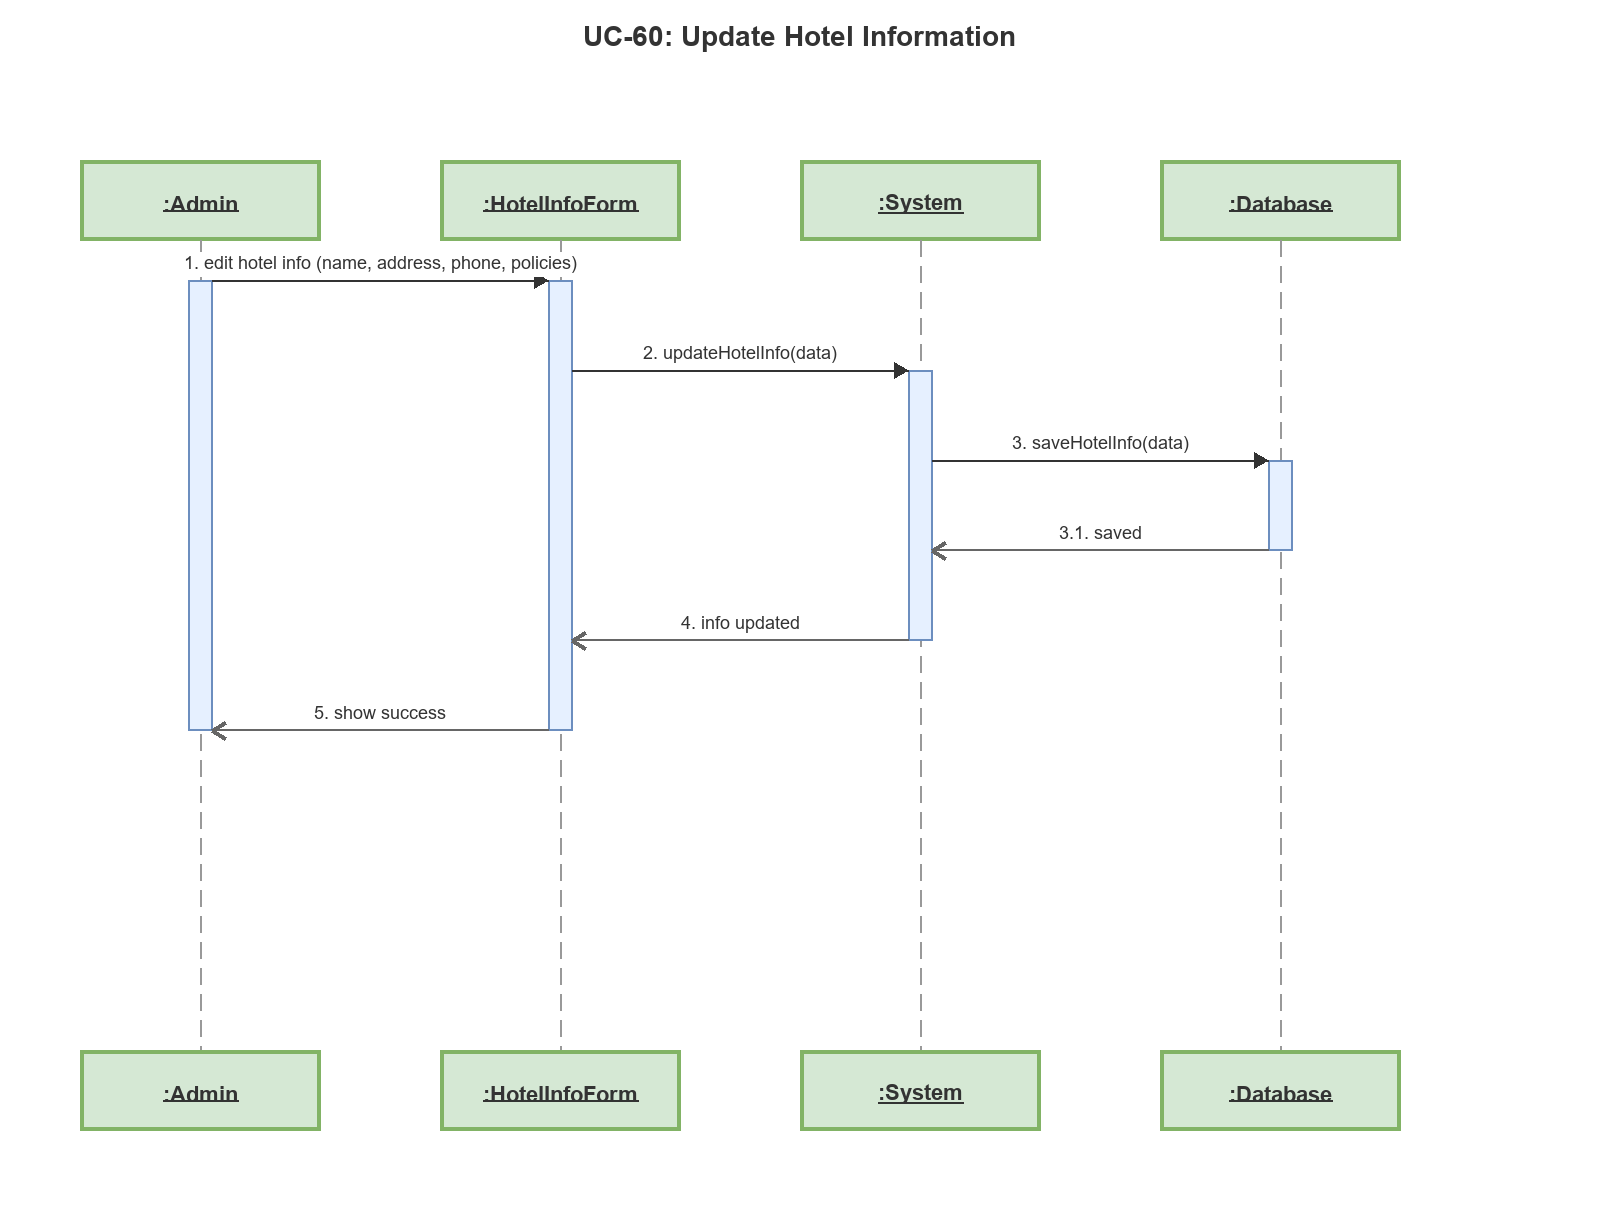 UC-60: Update Hotel Information
:Admin
:HotelInfoForm
:System
:Database
1. edit hotel info (name, address, phone, policies)
2. updateHotelInfo(data)
3. saveHotelInfo(data)
3.1. saved
4. info updated
5. show success
:Admin
:HotelInfoForm
:System
:Database